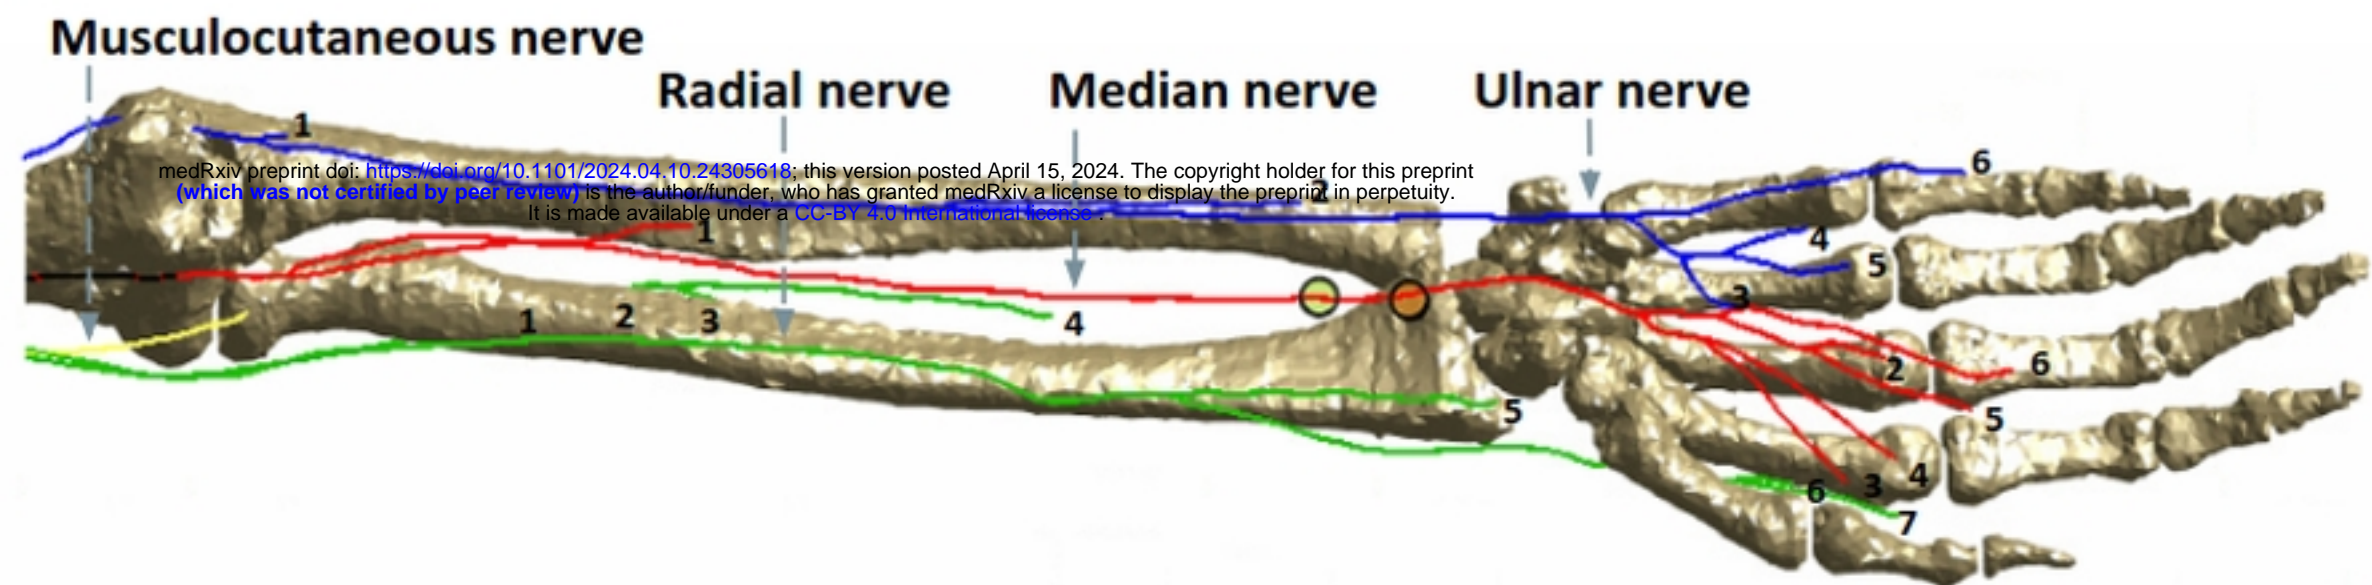 Musculocutaneous nerve
Radial nerve
Median nerve
Ulnar nerve
medRxiv preprint doi: https://doi.org/10.1101/2024.04.10.24305618; this version posted April 15, 2024. The copyright holder for this preprint
(which was not certified by peer review) is the author/funder, who has granted medRxiv a license to display the preprint in perpetuity.
It is made available under a CC-BY 4.0 International license .
1
2
6
1
4
5
3
1
2
3
4
2
6
5
5
6
3
4
7